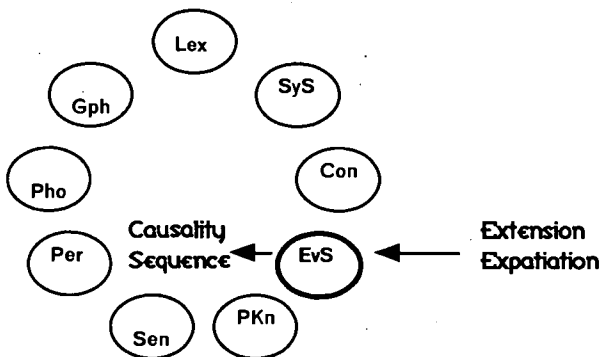 Lex
SyS
Gph
Con
Pho
Causality
Sequence
EvS
Extension
Expatiation
Per
PKn
Sen